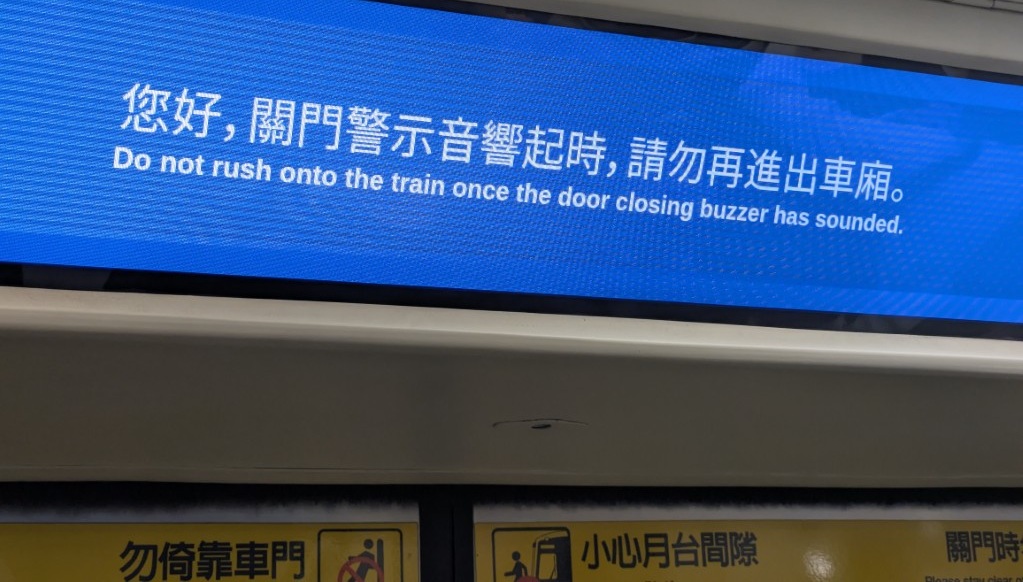 您好，關門警示音響起時，請勿再進出車廂。
Do not rush onto the train once the door closing buzzer has sounded.
勿倚靠車門
小心月台間隙
關門時